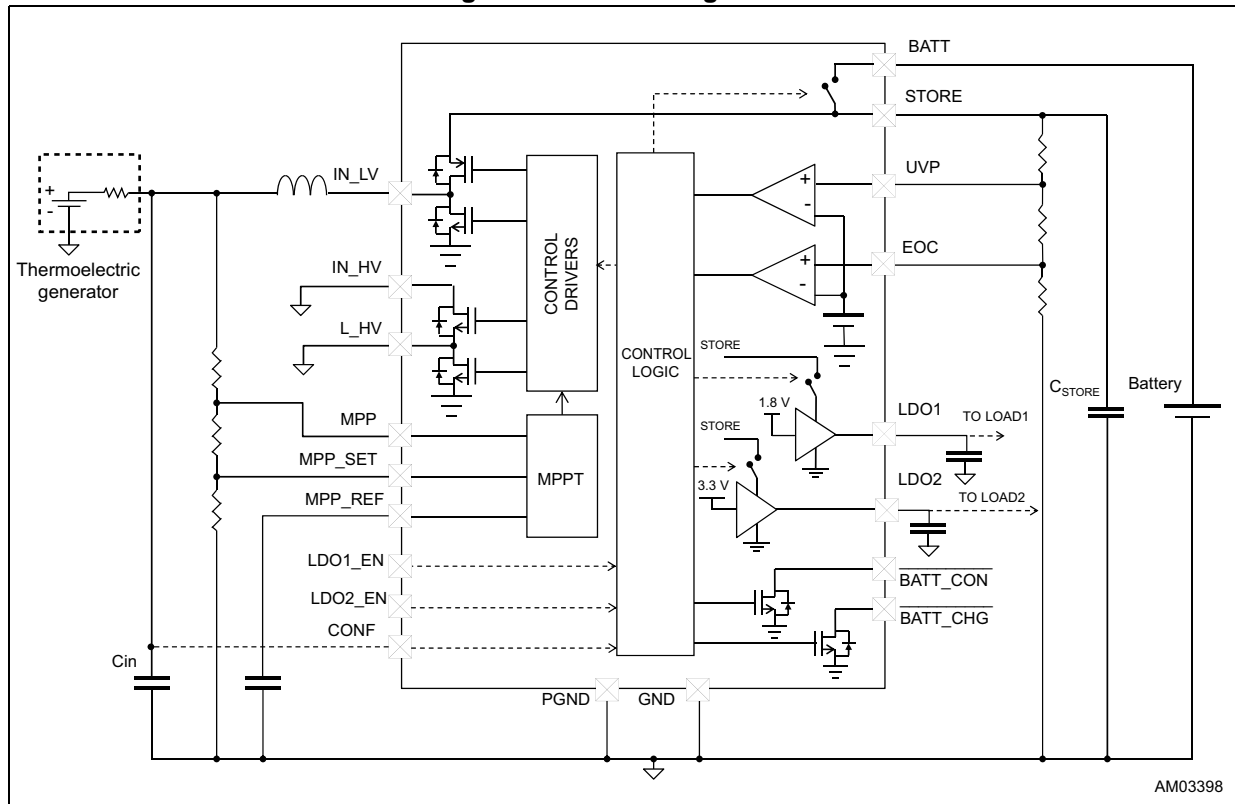 BATT
STORE
UVP
EOC
IN_LV
+
-
Thermoelectric
generator
IN_HV
L_HV
CONTROL
DRIVERS
+
-
+
-
CONTROL
LOGIC
STORE
1.8 V
STORE
3.3 V
MPP
MPP_SET
MPP_REF
MPPT
LDO1_EN
LDO2_EN
CONF
Cin
CSTORE
Battery
LDO1
TO LOAD1
LDO2
TO LOAD2
BATT_CON
BATT_CHG
PGND
GND
AM03398